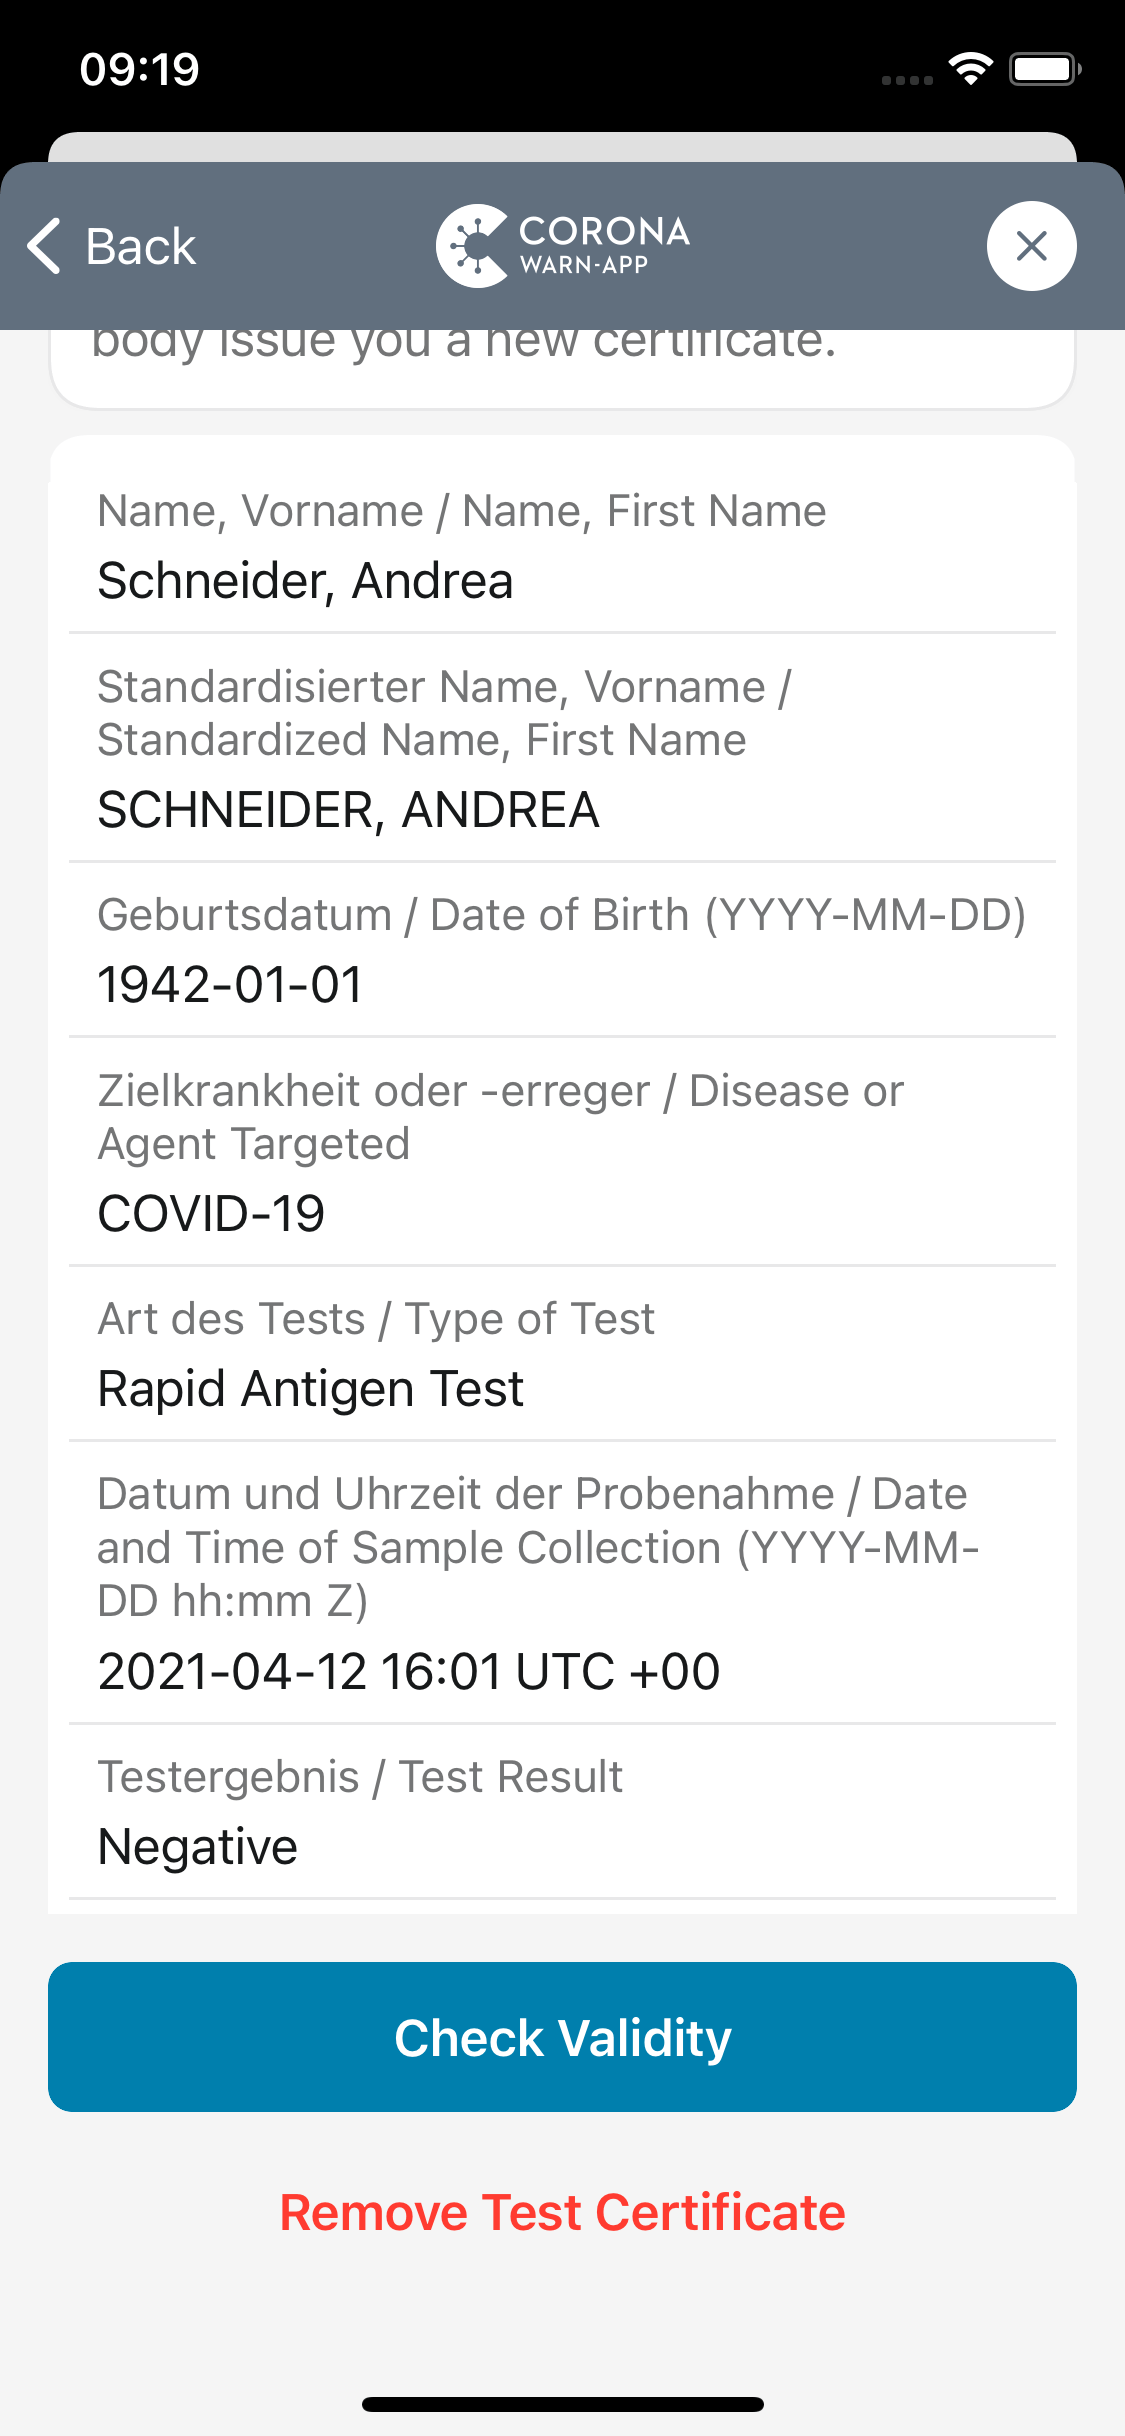 09:19
Back
CORONA
WARN-APP
body issue you a new certificate.
Name, Vorname / Name, First Name
Schneider, Andrea
Standardisierter Name, Vorname /
Standardized Name, First Name
SCHNEIDER, ANDREA
Geburtsdatum / Date of Birth (YYYY-MM-DD)
1942-01-01
Zielkrankheit oder -erreger / Disease or
Agent Targeted
COVID-19
Art des Tests / Type of Test
Rapid Antigen Test
Datum und Uhrzeit der Probenahme / Date
and Time of Sample Collection (YYYY-MM-
DD hh:mm Z)
2021-04-12 16:01 UTC +00
Testergebnis / Test Result
Negative
Check Validity
Remove Test Certificate